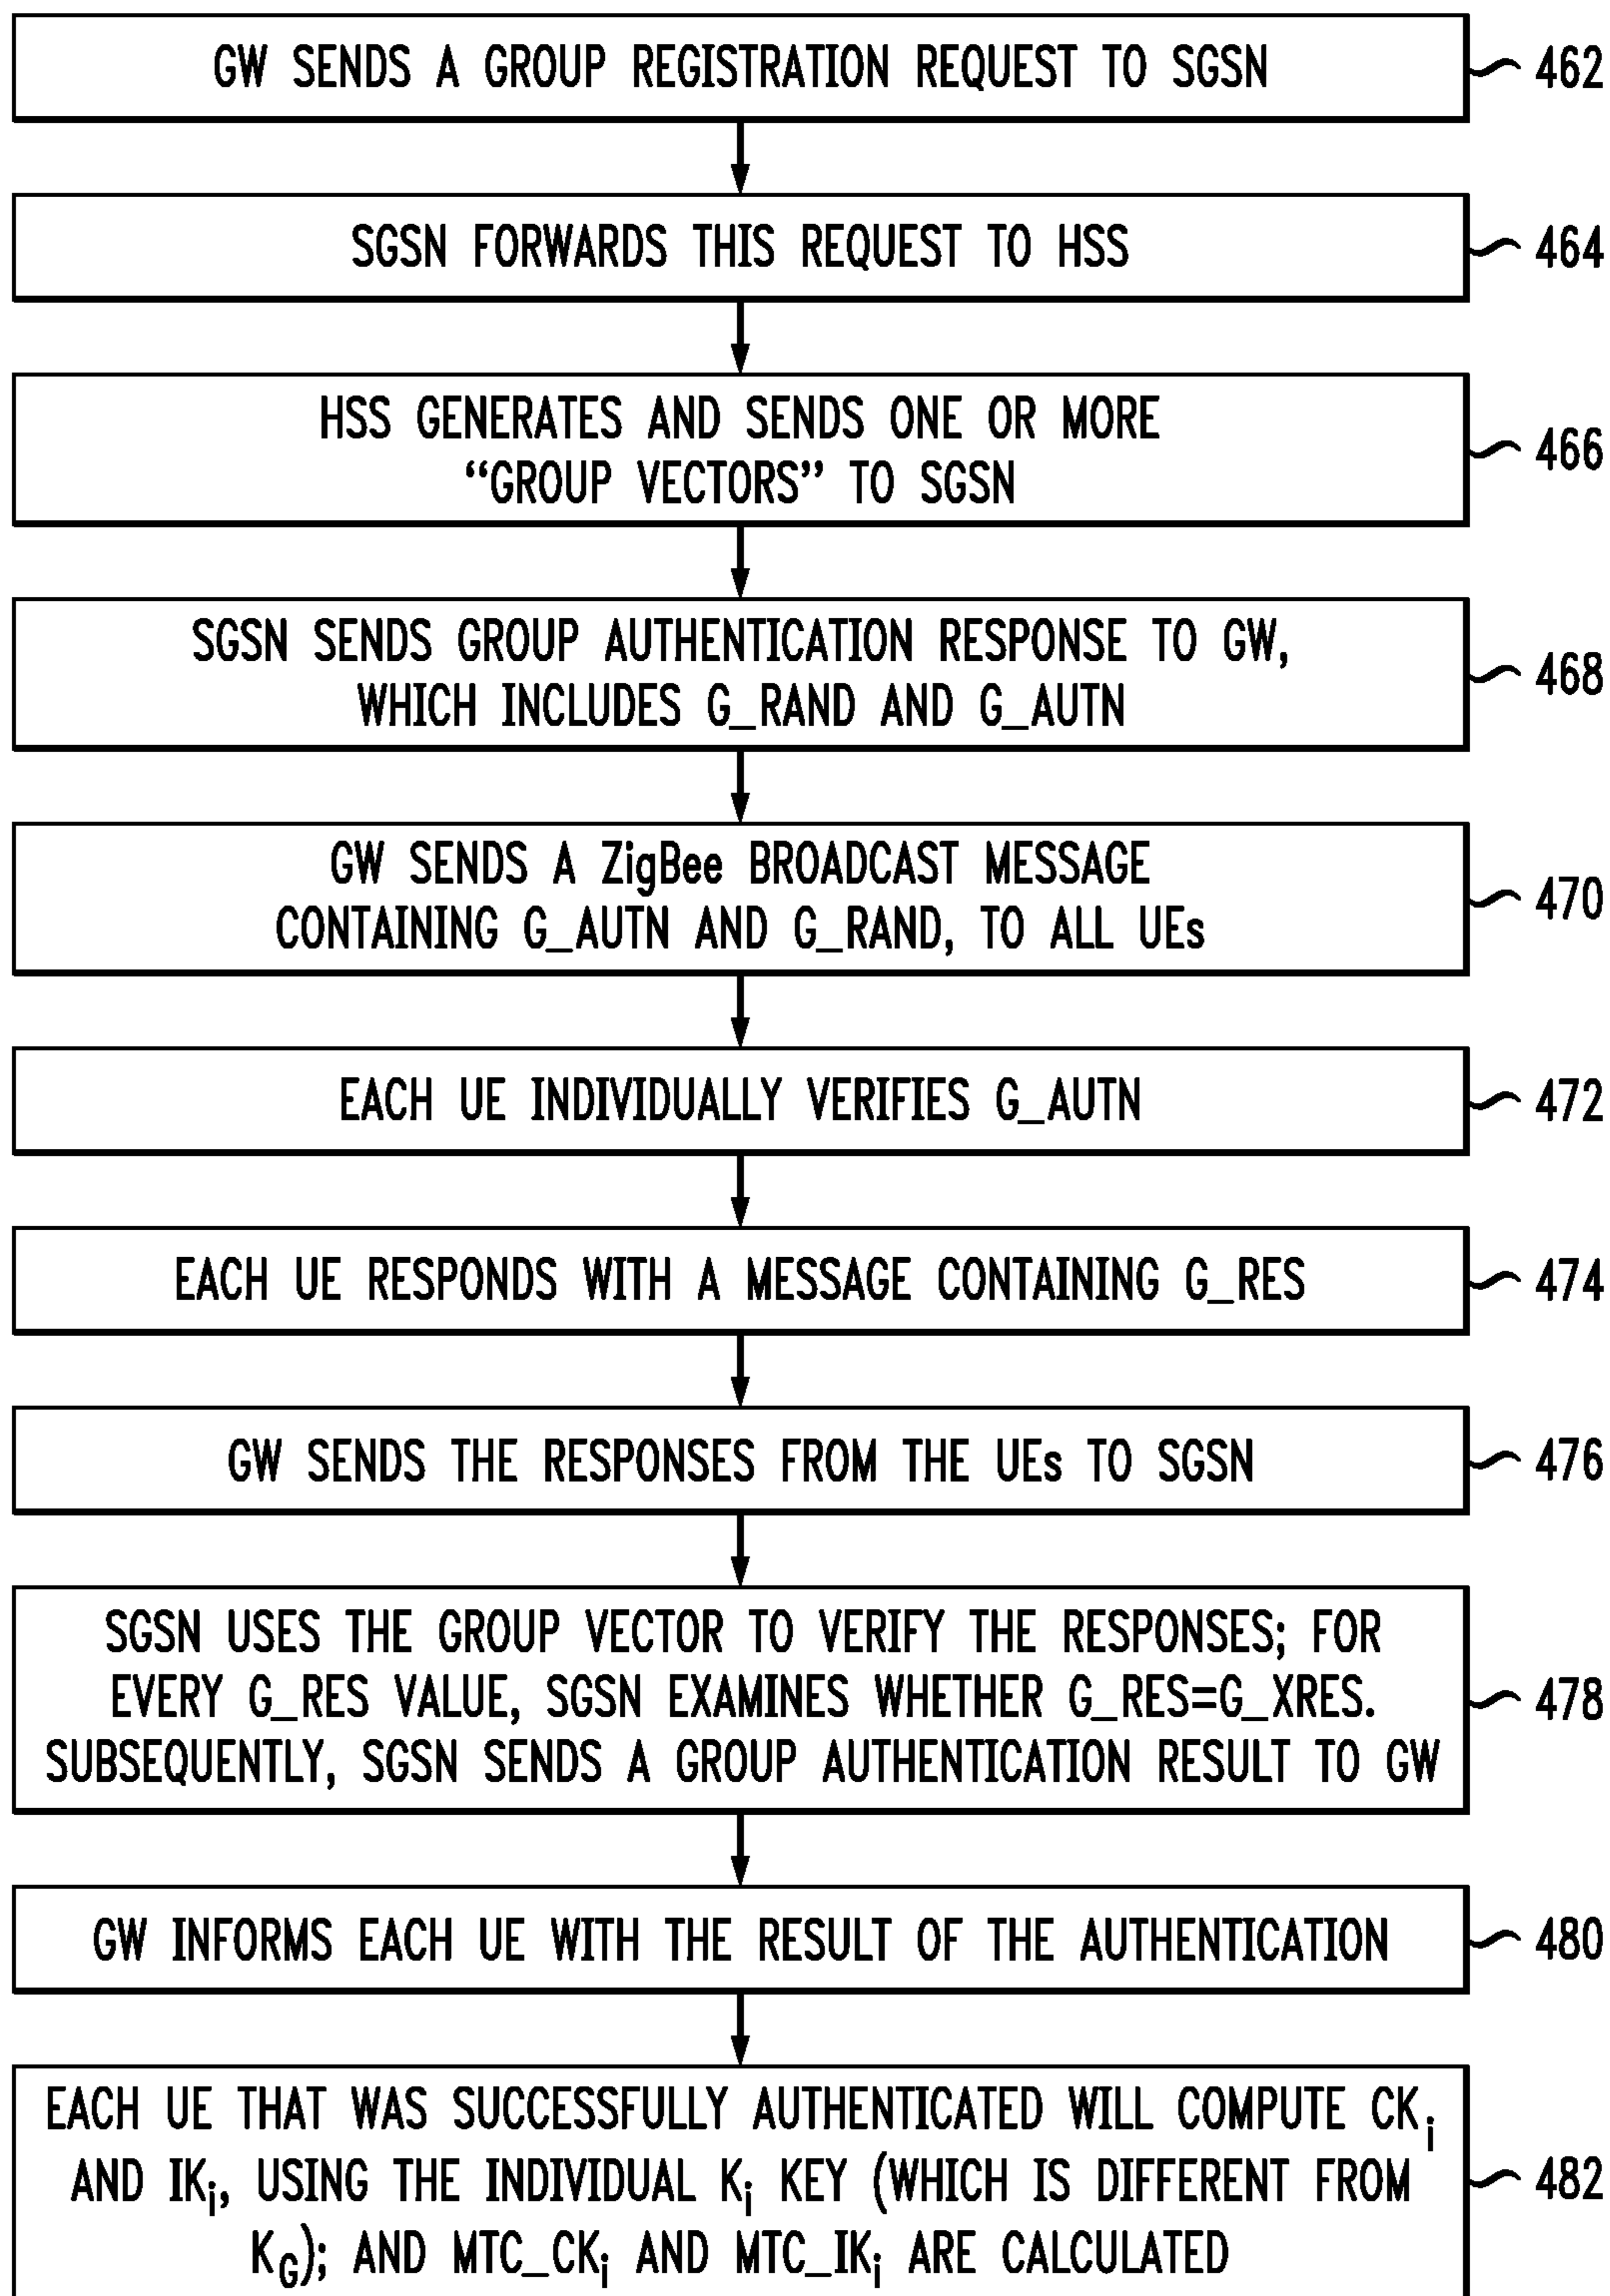 GW SENDS A GROUP REGISTRATION REQUEST TO SGSN
462
SGSN FORWARDS THIS REQUEST TO HSS
464
HSS GENERATES AND SENDS ONE OR MORE
“GROUP VECTORS” TO SGSN
466
SGSN SENDS GROUP AUTHENTICATION RESPONSE TO GW,
WHICH INCLUDES G_RAND AND G_AUTN
468
GW SENDS A ZigBee BROADCAST MESSAGE
CONTAINING G_AUTN AND G_RAND, TO ALL UEs
470
EACH UE INDIVIDUALLY VERIFIES G_AUTN
472
EACH UE RESPONDS WITH A MESSAGE CONTAINING G_RES
474
GW SENDS THE RESPONSES FROM THE UEs TO SGSN
476
SGSN USES THE GROUP VECTOR TO VERIFY THE RESPONSES; FOR
EVERY G_RES VALUE, SGSN EXAMINES WHETHER G_RES=G_XRES.
SUBSEQUENTLY, SGSN SENDS A GROUP AUTHENTICATION RESULT TO GW
478
GW INFORMS EACH UE WITH THE RESULT OF THE AUTHENTICATION
480
EACH UE THAT WAS SUCCESSFULLY AUTHENTICATED WILL COMPUTE CKi
AND IKi, USING THE INDIVIDUAL Ki KEY (WHICH IS DIFFERENT FROM
KG); AND MTC_CKi AND MTC_IKi ARE CALCULATED
482